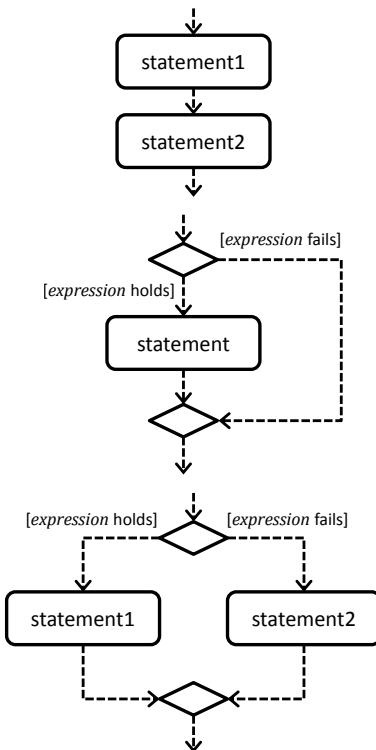 statement1
statement2
[expression fails]
[expression holds]
statement
[expression holds] [expression fails]
statement1 statement2